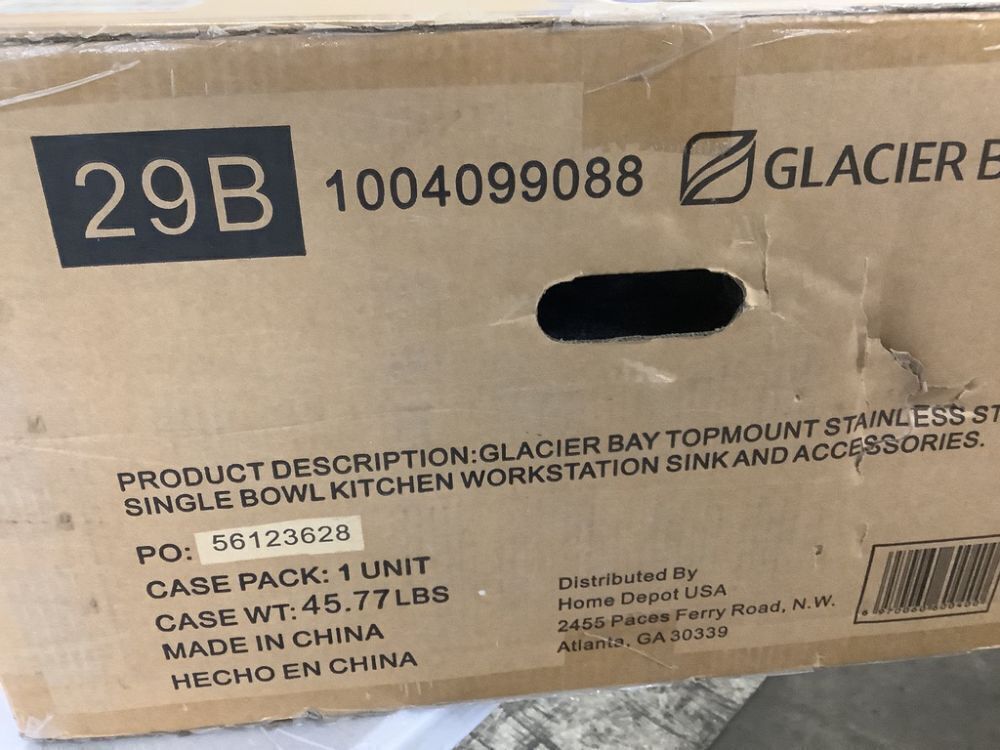 29B 1004099088 GLACIER B
PRODUCT DESCRIPTION:GLACIER BAY TOPMOUNT STAINLESS ST
SINGLE BOWL KITCHEN WORKSTATION SINK AND ACCESSORIES.
PO: 56123628
CASE PACK: 1 UNIT
CASE WT: 45.77LBS
MADE IN CHINA
HECHO EN CHINA
Distributed By
Home Depot USA
2455 Paces Ferry Road, N.W.
Atlanta, GA 30339